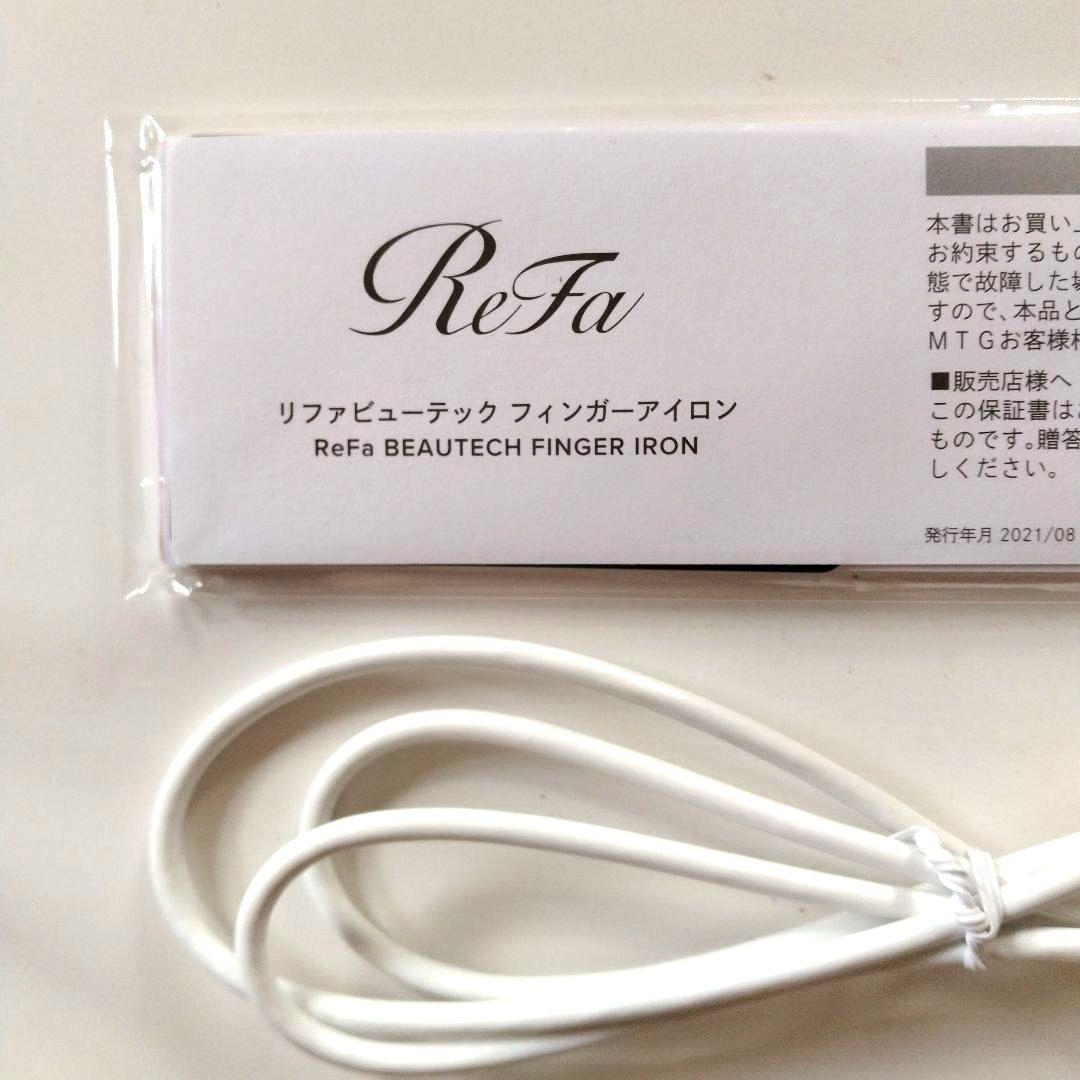 ReFa
リファビューテック フィンガーアイロン
ReFa BEAUTECH FINGER IRON
本書はお買い
お約束するもの
態で故障した場
すので、本品と
ＭＴＧお客様
■販売店様へ
この保証書は
ものです。贈答
しください。
発行年月 2021/08